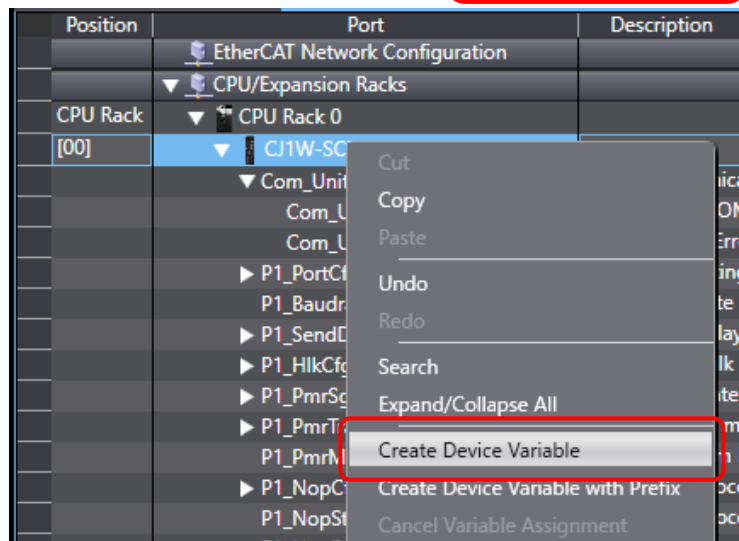 Position Port Description
EtherCAT Network Configuration
CPU/Expansion Racks
CPU Rack CPU Rack 0
[00] CJ1W-SC
Cut
Com_Unit
Copy
Com_U
Paste
Com_U
P1_PortCf
Undo
P1_Baudr
Redo
P1_SendD
Search
P1_HlkCfg
Expand/Collapse All
P1_PmrSg
P1_PmrTr
Create Device Variable
P1_PmrM
Create Device Variable with Prefix
P1_NopC
Cancel Variable Assignment
P1_NopSt